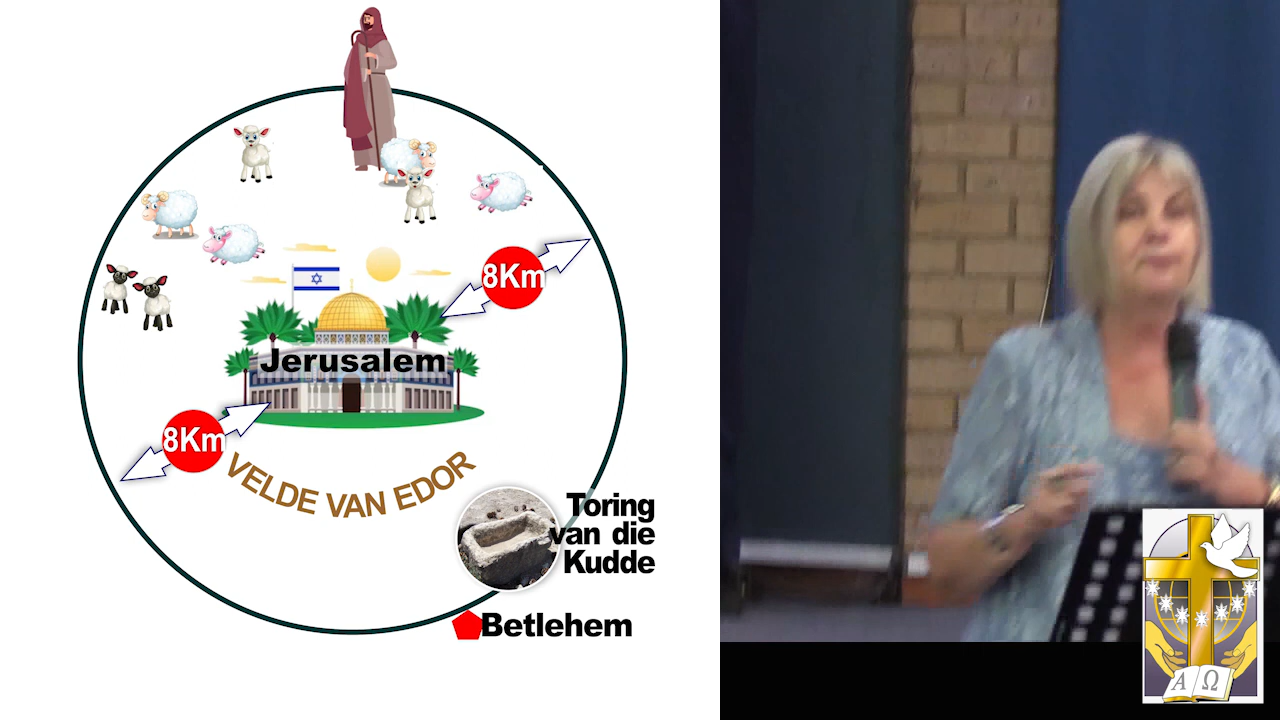 8Km
Jerusalem
8Km
VELDE VAN EDOR
Toring
van die
Kudde
Betlehem
Α Ω